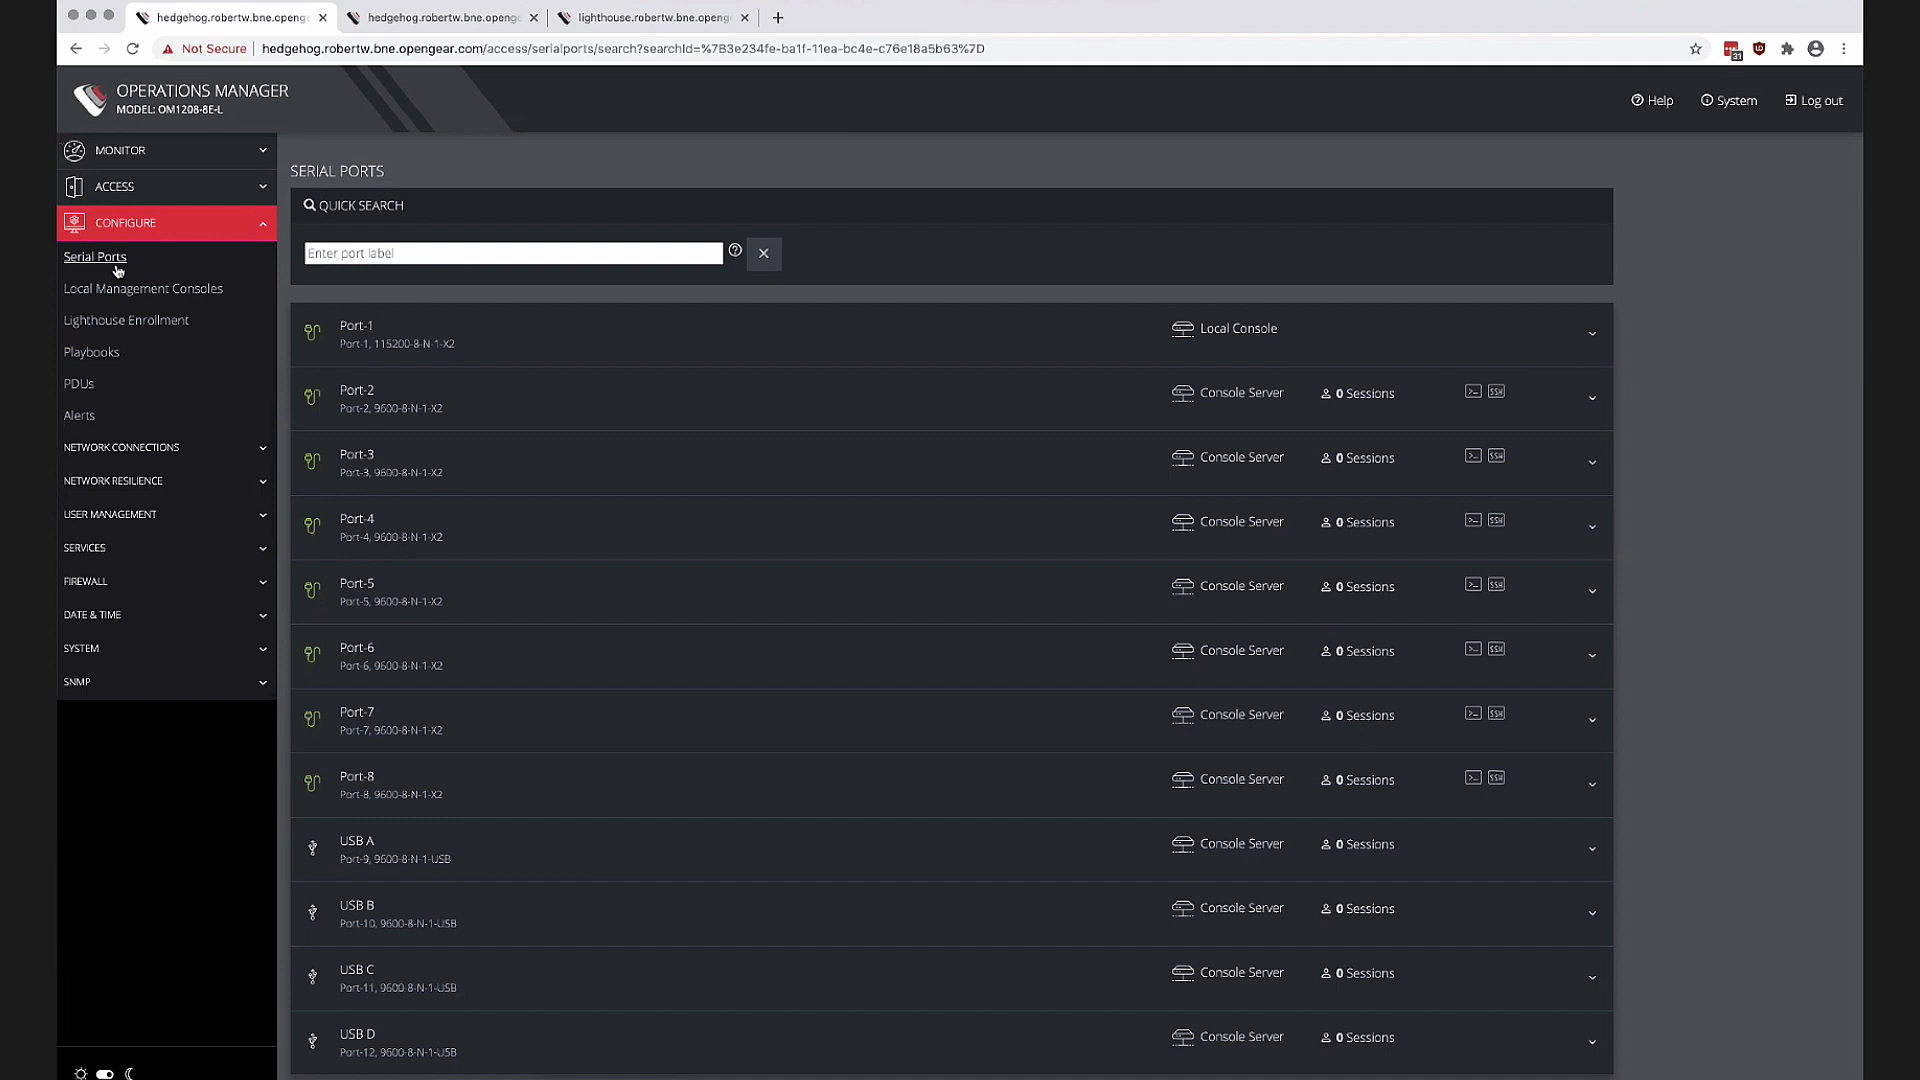 hedgehog.robertw.bne.openge
hedgehog.robertw.bne.openge
lighthouse.robertw.bne.openg
Not Secure
hedgehog.robertw.bne.opengear.com/access/serialports/search?searchId=%7B3e234fe-ba1f-11ea-bc4e-c76e18a5b63%7D
31
OPERATIONS MANAGER
MODEL: OM1208-8E-L
Help
System
Log out
MONITOR
ACCESS
CONFIGURE
Serial Ports
Local Management Consoles
Lighthouse Enrollment
Playbooks
PDUs
Alerts
NETWORK CONNECTIONS
NETWORK RESILIENCE
USER MANAGEMENT
SERVICES
FIREWALL
DATE & TIME
SYSTEM
SNMP
SERIAL PORTS
QUICK SEARCH
Enter port label
Port-1
Port-1, 115200-8-N-1-X2
Local Console
Port-2
Port-2, 9600-8-N-1-X2
Console Server
0 Sessions
SSH
Port-3
Port-3, 9600-8-N-1-X2
Console Server
0 Sessions
SSH
Port-4
Port-4, 9600-8-N-1-X2
Console Server
0 Sessions
SSH
Port-5
Port-5, 9600-8-N-1-X2
Console Server
0 Sessions
SSH
Port-6
Port-6, 9600-8-N-1-X2
Console Server
0 Sessions
SSH
Port-7
Port-7, 9600-8-N-1-X2
Console Server
0 Sessions
SSH
Port-8
Port-8, 9600-8-N-1-X2
Console Server
0 Sessions
SSH
USB A
Port-9, 9600-8-N-1-USB
Console Server
0 Sessions
USB B
Port-10, 9600-8-N-1-USB
Console Server
0 Sessions
USB C
Port-11, 9600-8-N-1-USB
Console Server
0 Sessions
USB D
Port-12, 9600-8-N-1-USB
Console Server
0 Sessions